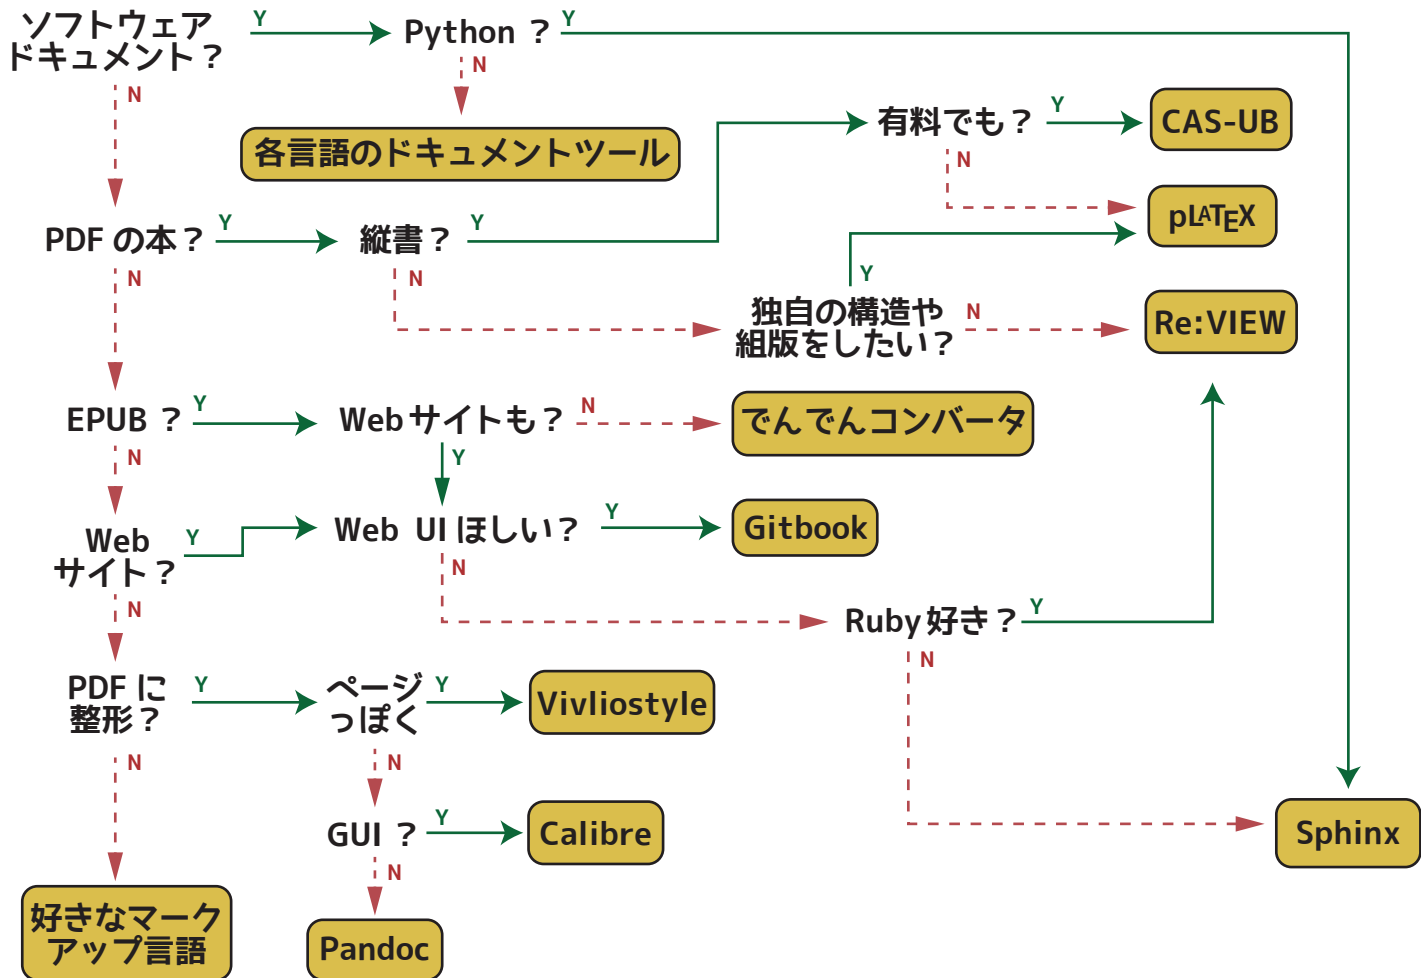 ソフトウェア
ドキュメント？
Y
Python ？
Y
N
N
各言語のドキュメントツール
有料でも？
Y
CAS-UB
N
pLATEX
PDF の本？
Y
縦書？
Y
N
N
Y
独自の構造や
組版をしたい？
N
Re:VIEW
EPUB ？
Y
Webサイトも？
N
でんでんコンバータ
N
Y
Web
サイト？
Y
Web UI ほしい？
Y
Gitbook
N
N
Ruby好き？
Y
N
PDF に
整形？
Y
ページ
っぽく
Y
Vivliostyle
N
N
GUI ？
Y
Calibre
Sphinx
N
好きなマーク
アップ言語
Pandoc